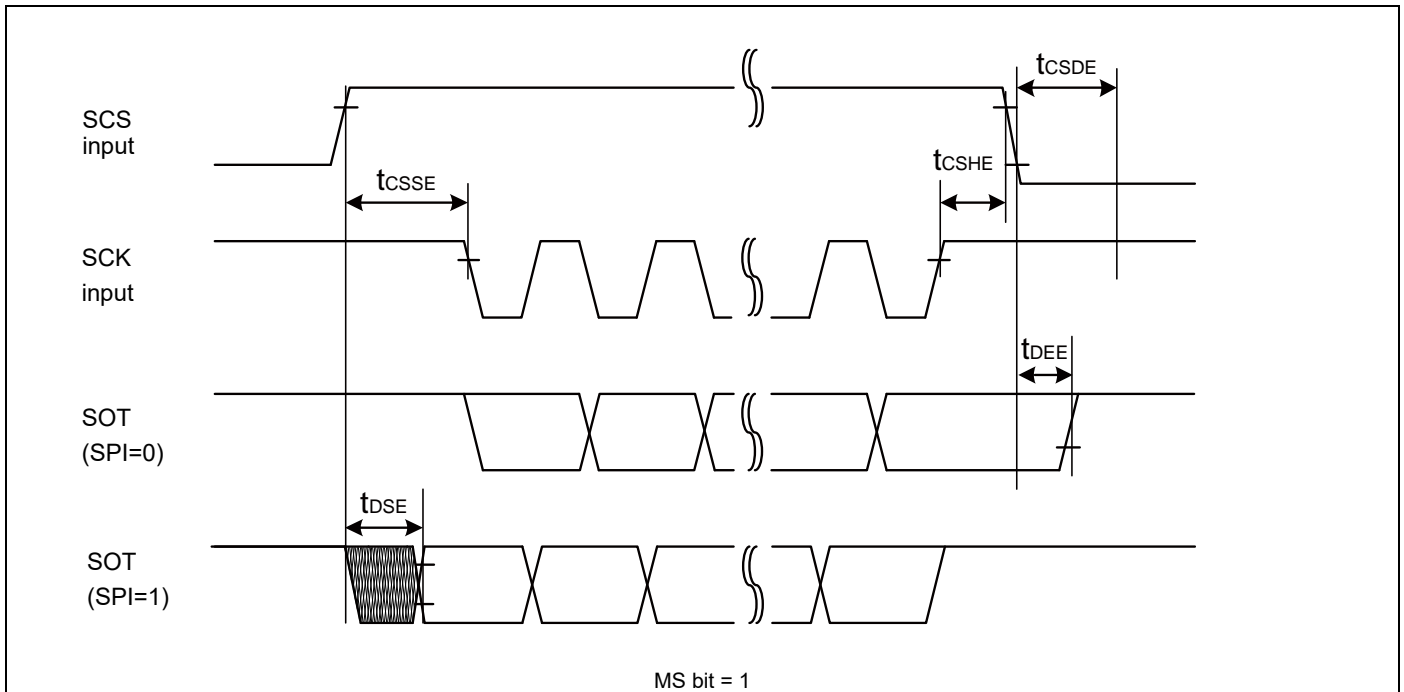 tCSDE
SCS
input
tCSHE
tCSSE
SCK
input
tDEE
SOT
(SPI=0)
tDSE
SOT
(SPI=1)
MS bit = 1